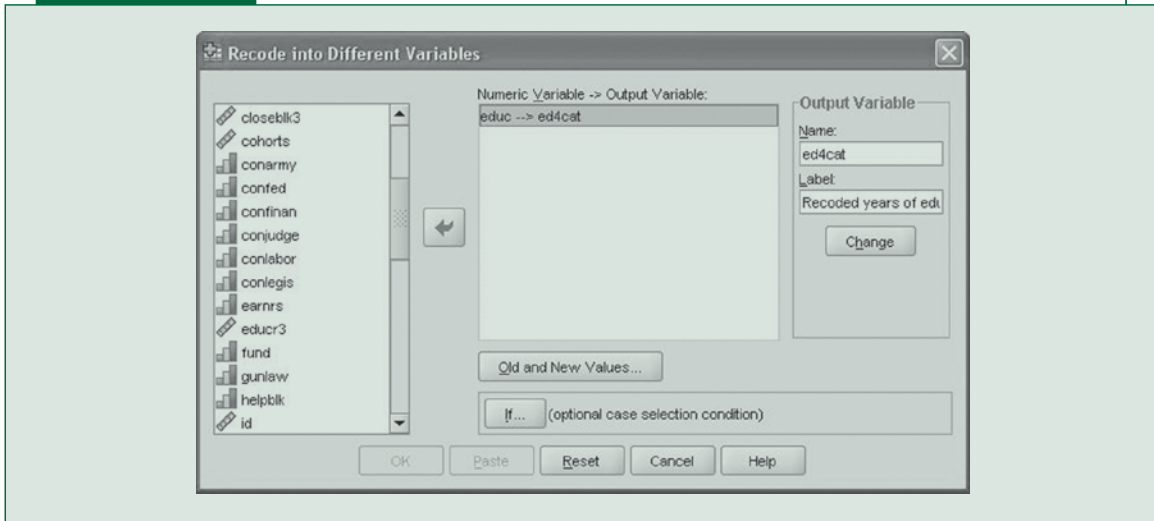 Recode into Different Variables
closeblk3
cohorts
conarmy
confed
confinan
conjudge
conlabor
conlegis
earnrs
educr3
fund
gunlaw
helpblk
id
Numeric Variable -> Output Variable:
educ --> ed4cat
Old and New Values...
If... (optional case selection condition)
Output Variable
Name:
ed4cat
Label:
Recoded years of edu
Change
OK Paste Reset Cancel Help